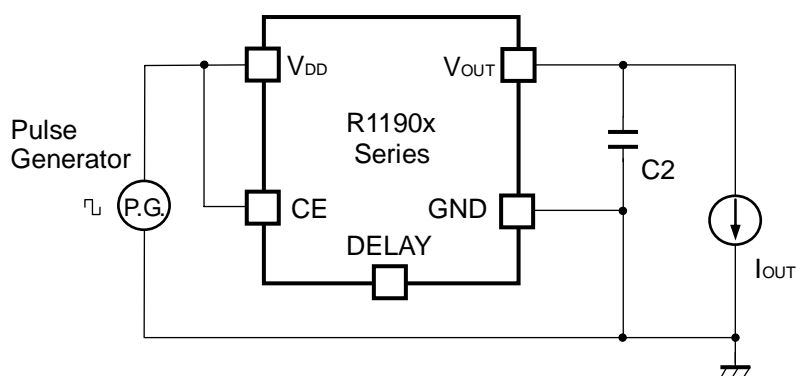 VDD
VOUT
R1190x
Series
Pulse
Generator
P.G.
C2
CE
GND
DELAY
IOUT